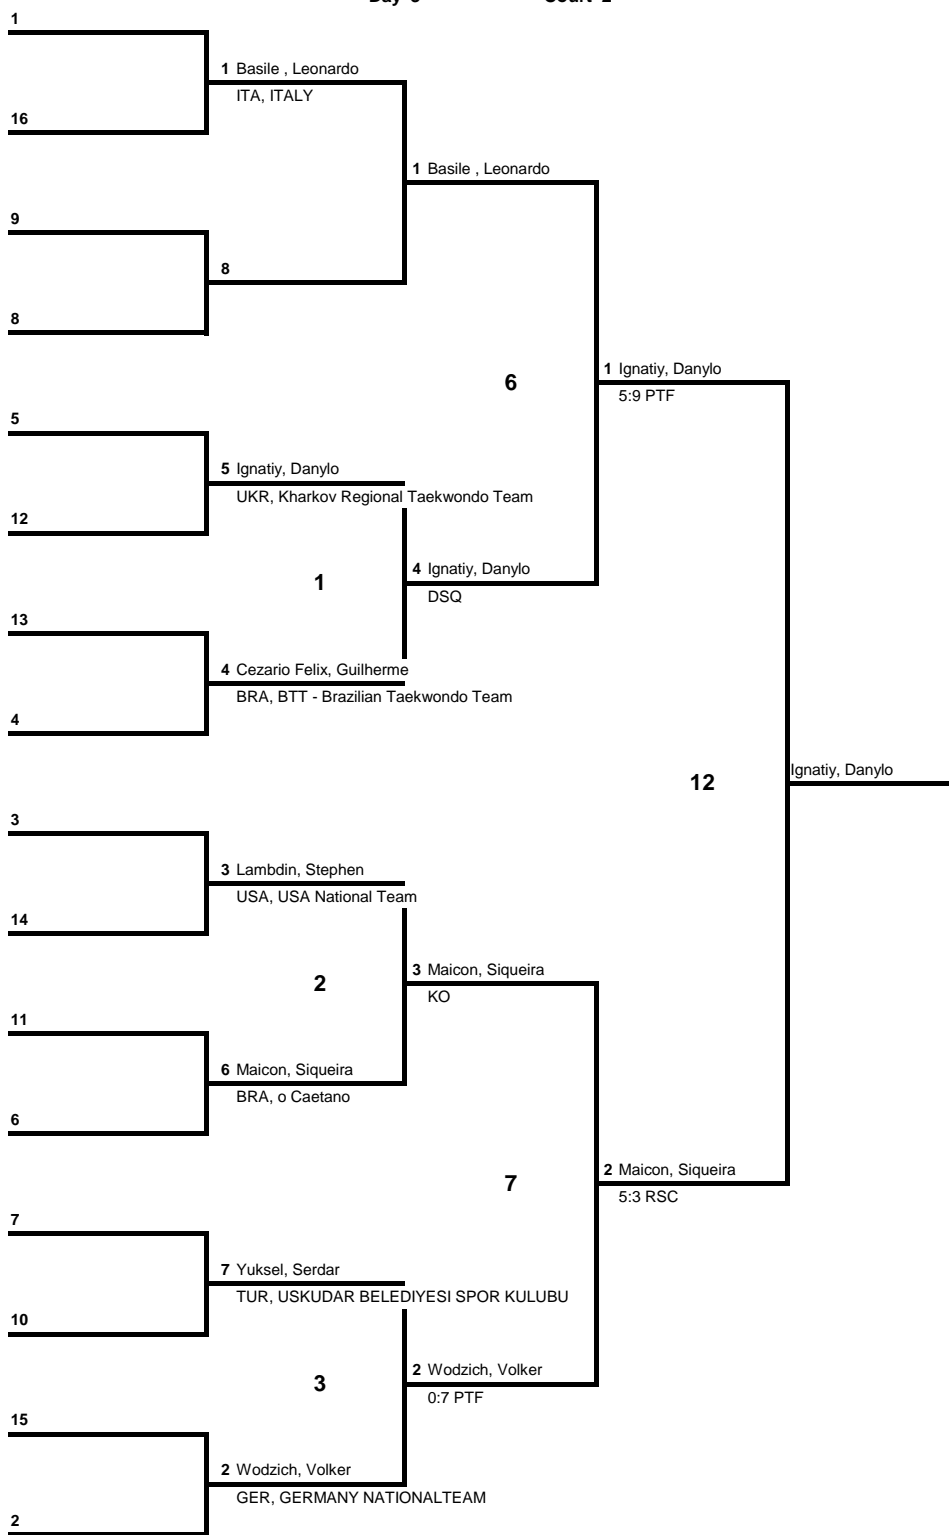 1
1 Basile , Leonardo
ITA, ITALY
16
1 Basile , Leonardo
9
8
8
1 Ignatiy, Danylo
6
5:9 PTF
5
5 Ignatiy, Danylo
UKR, Kharkov Regional Taekwondo Team
12
4 Ignatiy, Danylo
1
DSQ
13
4 Cezario Felix, Guilherme
BRA, BTT - Brazilian Taekwondo Team
4
Ignatiy, Danylo
12
3
3 Lambdin, Stephen
USA, USA National Team
14
3 Maicon, Siqueira
2
KO
11
6 Maicon, Siqueira
BRA, o Caetano
6
2 Maicon, Siqueira
7
5:3 RSC
7
7 Yuksel, Serdar
TUR, USKUDAR BELEDIYESI SPOR KULUBU
10
2 Wodzich, Volker
3
0:7 PTF
15
2 Wodzich, Volker
GER, GERMANY NATIONALTEAM
2